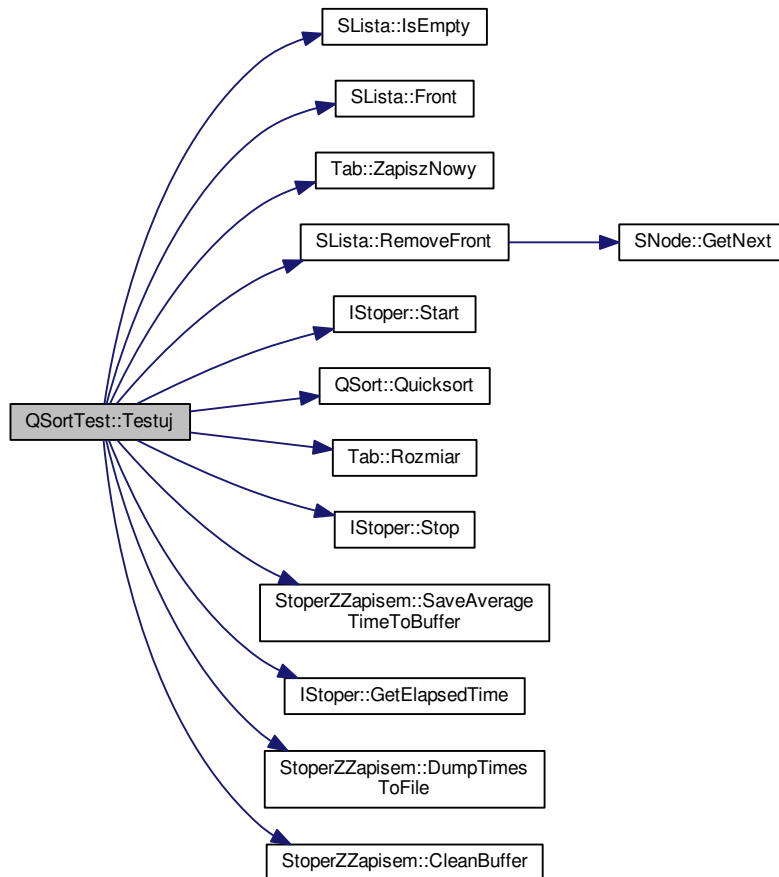 SLista::IsEmpty
SLista::Front
Tab::ZapiszNowy
SLista::RemoveFront
SNode::GetNext
IStoper::Start
QSort::Quicksort
QSortTest::Testuj
Tab::Rozmiar
IStoper::Stop
StoperZZapisem::SaveAverage
TimeToBuffer
IStoper::GetElapsedTime
StoperZZapisem::DumpTimes
ToFile
StoperZZapisem::CleanBuffer